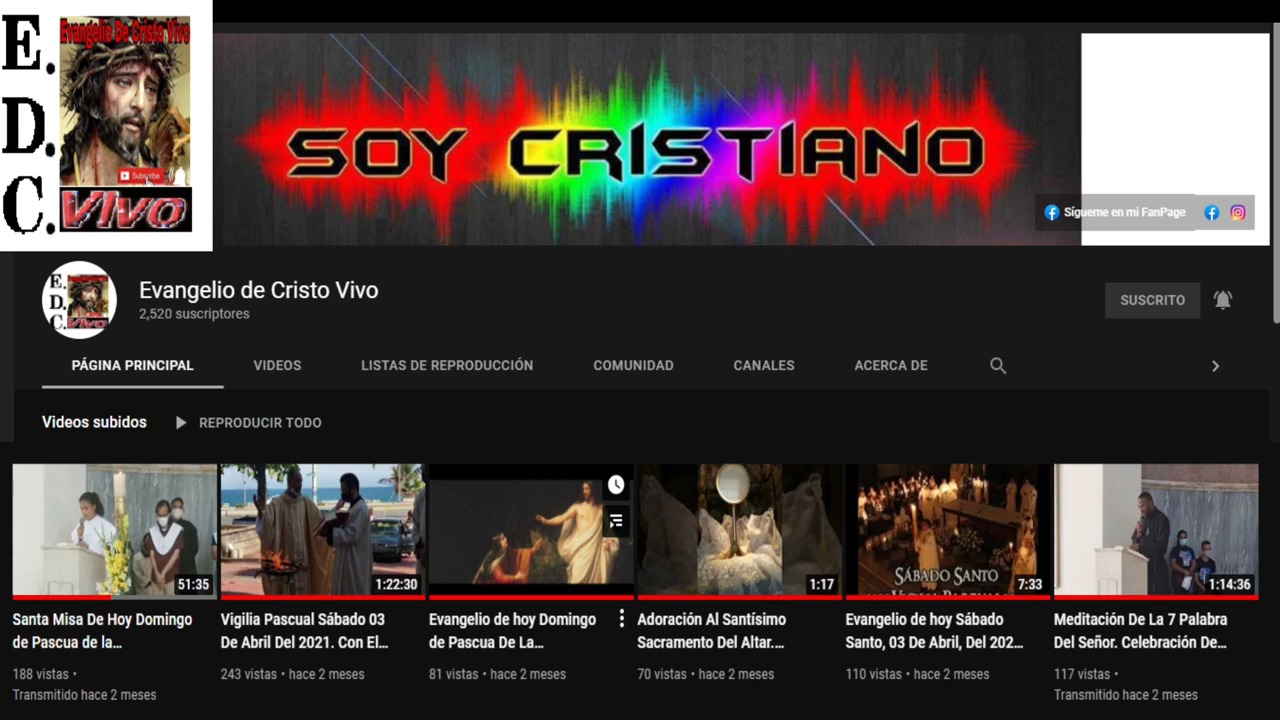 E.
D.
C.
Evangelio De Cristo Vivo
Subscribe
VIvo
SOY CRISTIANO
Sígueme en mi FanPage
Evangelio de Cristo Vivo
2,520 suscriptores
SUSCRITO
PÁGINA PRINCIPAL
VIDEOS
LISTAS DE REPRODUCCIÓN
COMUNIDAD
CANALES
ACERCA DE
Videos subidos
REPRODUCIR TODO
51:35
1:22:30
1:17
SÁBADO SANTO
7:33
1:14:36
Santa Misa De Hoy Domingo
de Pascua de la...
188 vistas •
Transmitido hace 2 meses
Vigilia Pascual Sábado 03
De Abril Del 2021. Con El...
243 vistas • hace 2 meses
Evangelio de hoy Domingo
de Pascua De La...
81 vistas • hace 2 meses
Adoración Al Santísimo
Sacramento Del Altar....
70 vistas • hace 2 meses
Evangelio de hoy Sábado
Santo, 03 De Abril, Del 202...
110 vistas • hace 2 meses
Meditación De La 7 Palabra
Del Señor. Celebración De...
117 vistas •
Transmitido hace 2 meses